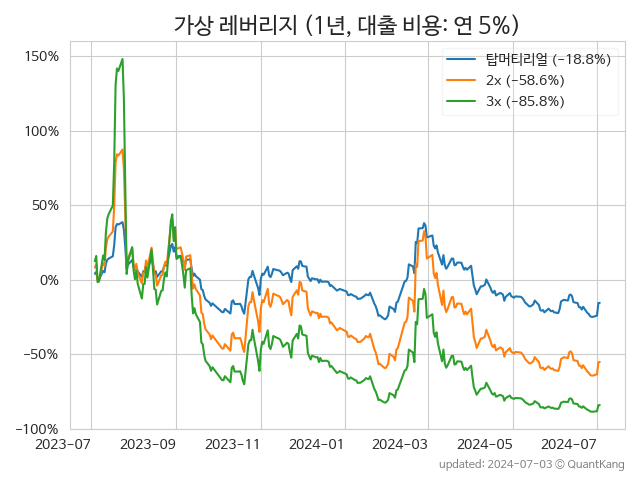 가상 레버리지 (1년, 대출 비용: 연 5%)
150%
100%
50%
0%
−50%
−100%
탑머티리얼 (−18.8%)
2x (−58.6%)
3x (−85.8%)
2023-07
2023-09
2023-11
2024-01
2024-03
2024-05
2024-07
updated: 2024-07-03 © QuantKang